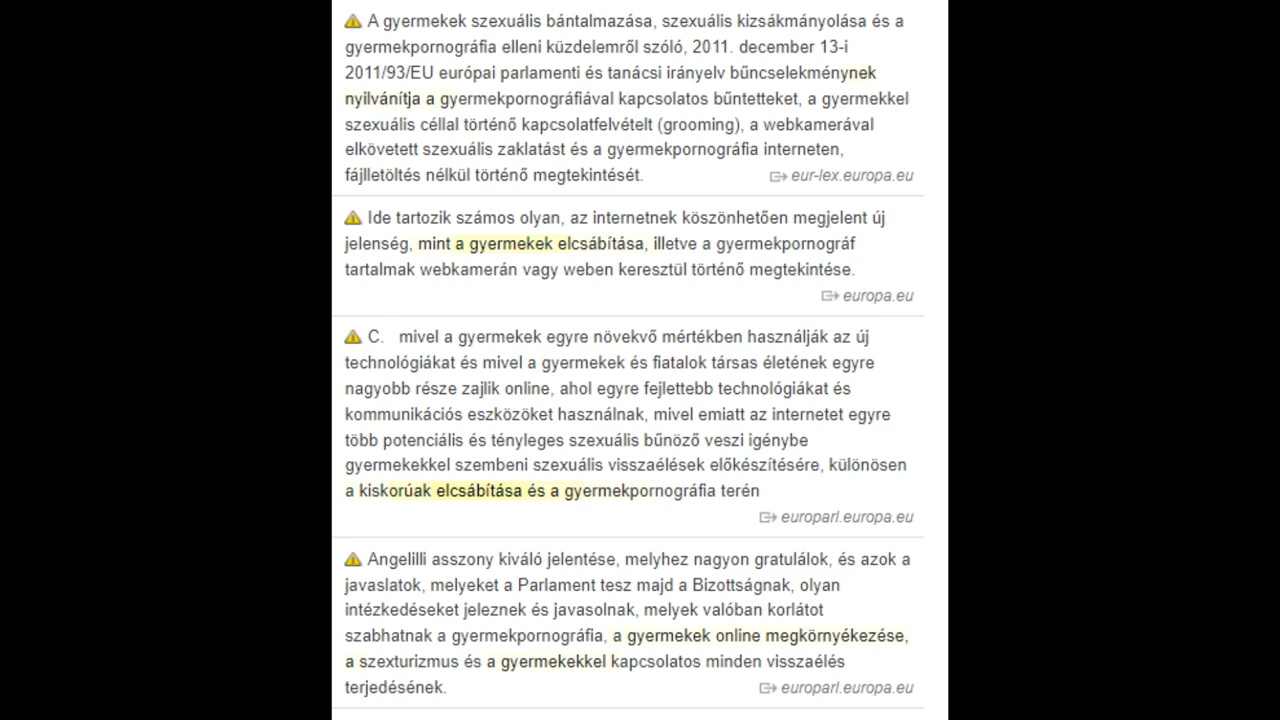 A gyermekek szexuális bántalmazása, szexuális kizsákmányolása és a
gyermekpornográfia elleni küzdelemről szóló, 2011. december 13-i
2011/93/EU európai parlamenti és tanácsi irányelv bűncselekménynek
nyilvánítja a gyermekpornográfiával kapcsolatos bűntetteket, a gyermekkel
szexuális céllal történő kapcsolatfelvételt (grooming), a webkamerával
elkövetett szexuális zaklatást és a gyermekpornográfia interneten,
fájlletöltés nélkül történő megtekintését.
eur-lex.europa.eu
Ide tartozik számos olyan, az internetnek köszönhetően megjelent új
jelenség, mint a gyermekek elcsábítása, illetve a gyermekpornográf
tartalmak webkamerán vagy weben keresztül történő megtekintése.
europa.eu
C. mivel a gyermekek egyre növekvő mértékben használják az új
technológiákat és mivel a gyermekek és fiatalok társas életének egyre
nagyobb része zajlik online, ahol egyre fejlettebb technológiákat és
kommunikációs eszközöket használnak, mivel emiatt az internetet egyre
több potenciális és tényleges szexuális bűnöző veszi igénybe
gyermekekkel szembeni szexuális visszaélések előkészítésére, különösen
a kiskorúak elcsábítása és a gyermekpornográfia terén
europarl.europa.eu
Angelilli asszony kiváló jelentése, melyhez nagyon gratulálok, és azok a
javaslatok, melyeket a Parlament tesz majd a Bizottságnak, olyan
intézkedéseket jeleznek és javasolnak, melyek valóban korlátot
szabhatnak a gyermekpornográfia, a gyermekek online megkörnyékezése,
a szexturizmus és a gyermekekkel kapcsolatos minden visszaélés
terjedésének.
europarl.europa.eu